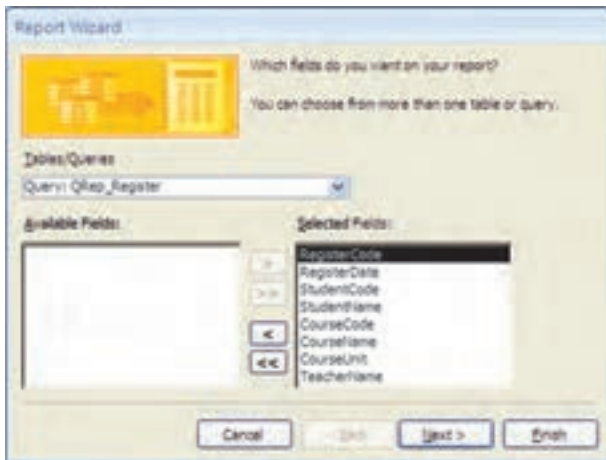 Report Wizard
Which fields do you want on your report?
You can choose from more than one table or query.
Tables/Queries
Query: QRep_Register
Available Fields:
Selected Fields:
>
>>
<
<<
RegisterCode
RegisterDate
StudentCode
StudentName
CourseCode
CourseName
CourseUnit
TeacherName
Cancel
Next >
Finish